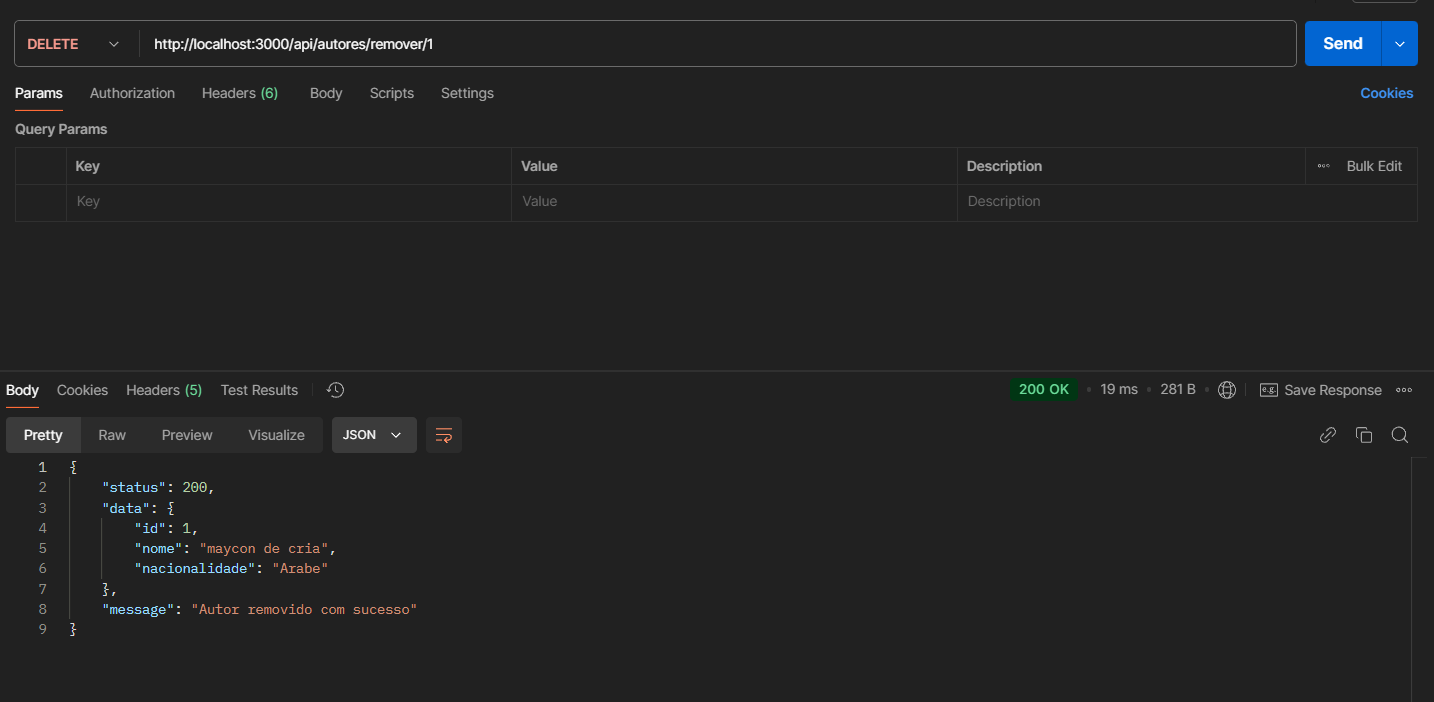 DELETE http://localhost:3000/api/autores/remover/1 Send
Params Authorization Headers (6) Body Scripts Settings Cookies
Query Params
Key Value Description Bulk Edit
Key Value Description
Body Cookies Headers (5) Test Results 200 OK • 19 ms • 281 B e.g. Save Response
Pretty Raw Preview Visualize JSON
1 {
2 "status": 200,
3 "data": {
4 "id": 1,
5 "nome": "maycon de cria",
6 "nacionalidade": "Arabe"
7 },
8 "message": "Autor removido com sucesso"
9 }